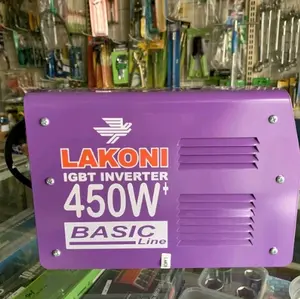 LAKONI
IGBT INVERTER
450W+
BASIC
Line